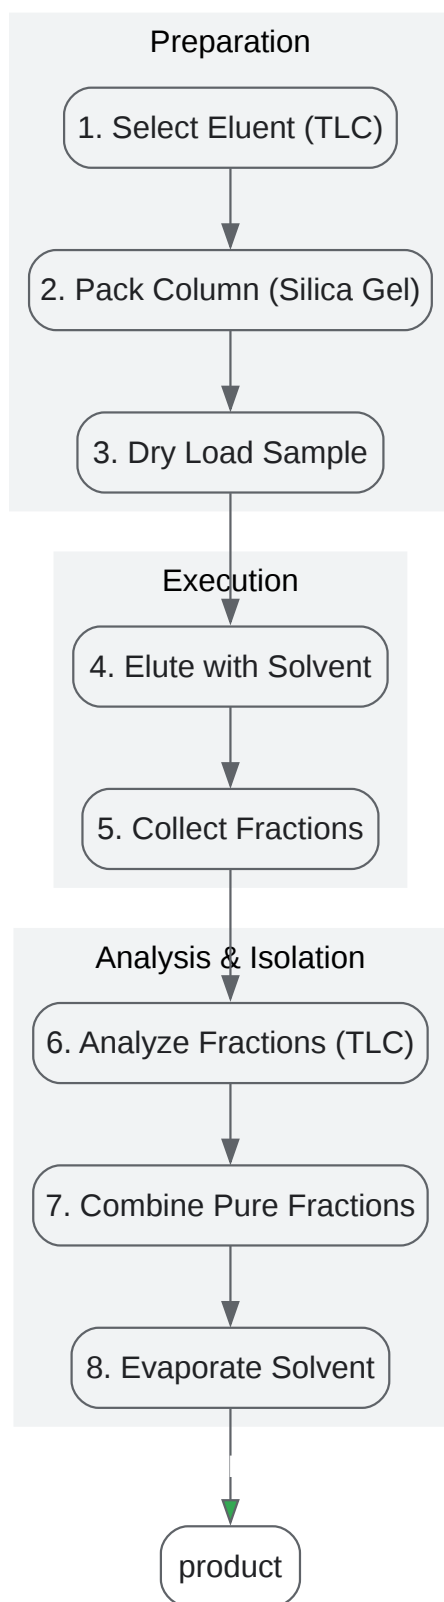 Preparation
1. Select Eluent (TLC)
2. Pack Column (Silica Gel)
3. Dry Load Sample
Execution
4. Elute with Solvent
5. Collect Fractions
Analysis & Isolation
6. Analyze Fractions (TLC)
7. Combine Pure Fractions
8. Evaporate Solvent
product